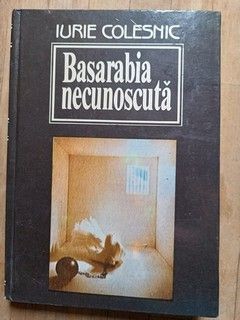 IURIE COLESNIC
Basarabia
necunoscută